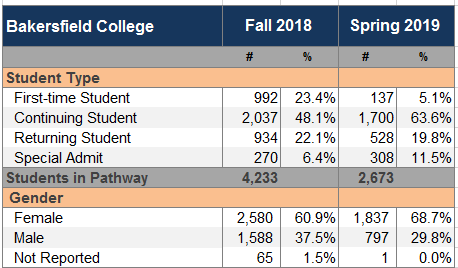 Bakersfield College Fall 2018 Spring 2019
# % # %
Student Type
First-time Student 992 23.4% 137 5.1%
Continuing Student 2,037 48.1% 1,700 63.6%
Returning Student 934 22.1% 528 19.8%
Special Admit 270 6.4% 308 11.5%
Students in Pathway 4,233 2,673
Gender
Female 2,580 60.9% 1,837 68.7%
Male 1,588 37.5% 797 29.8%
Not Reported 65 1.5% 1 0.0%